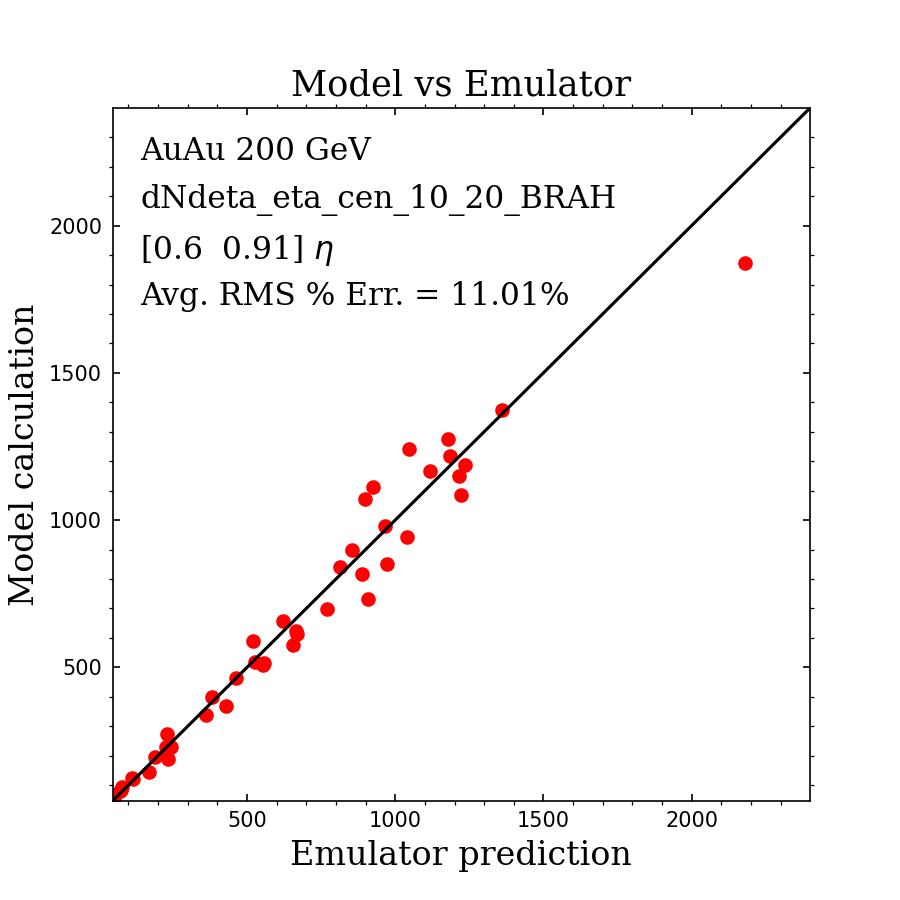 Model vs Emulator
AuAu 200 GeV
dNdeta_eta_cen_10_20_BRAH
[0.6  0.91] η
Avg. RMS % Err. = 11.01%
Model calculation
2000
1500
1000
500
500 1000 1500 2000
Emulator prediction